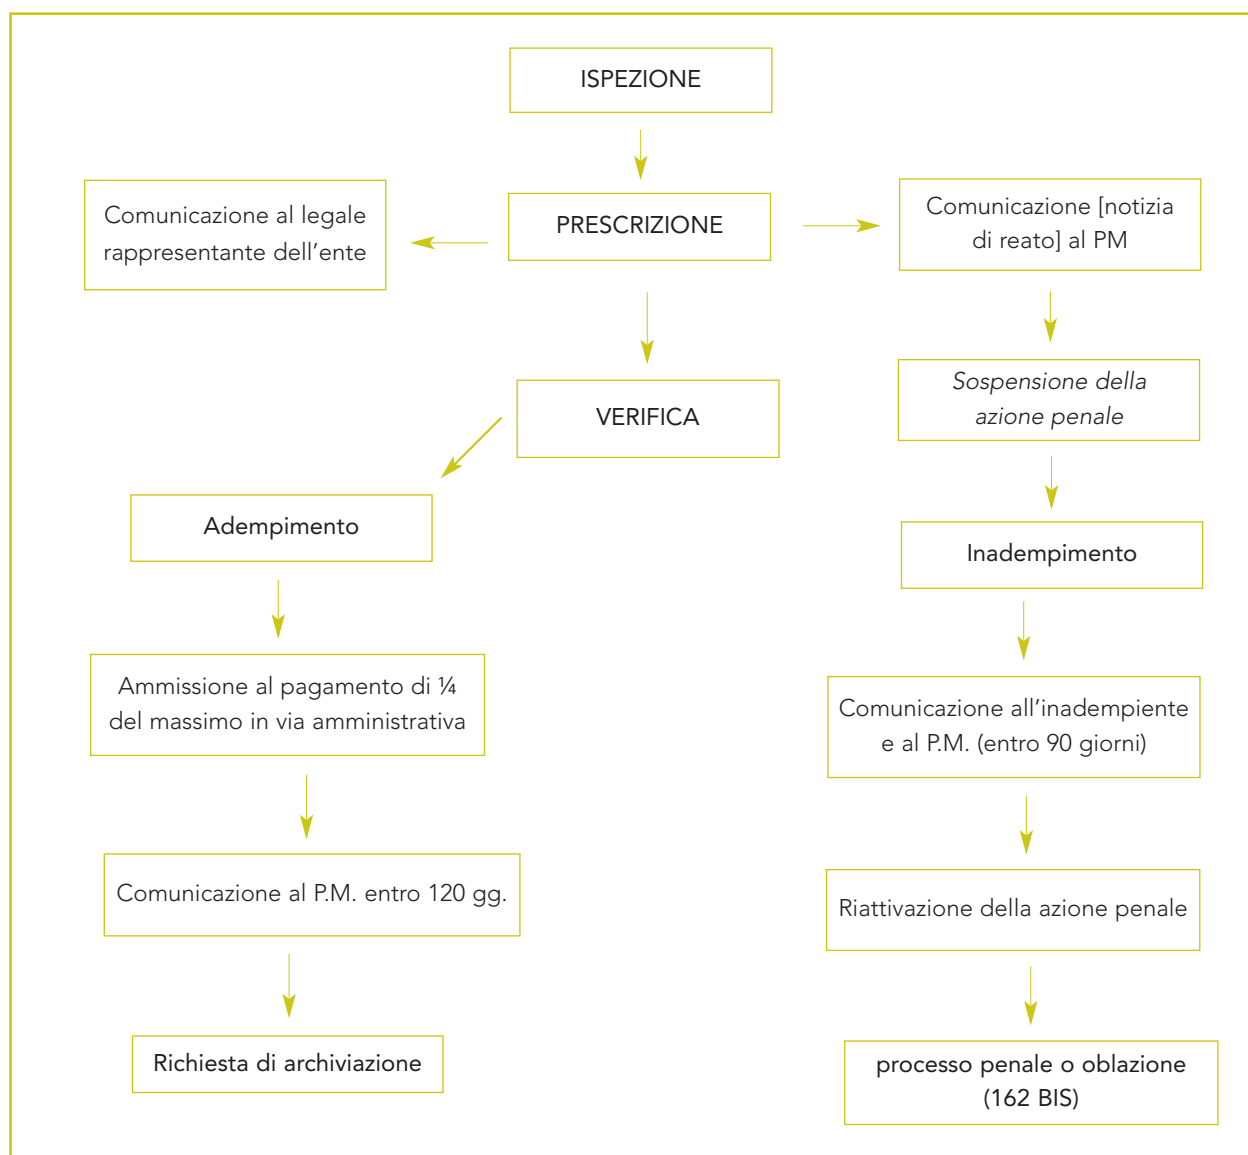 ISPEZIONE
Comunicazione al legale
rappresentante dell'ente
PRESCRIZIONE
Comunicazione [notizia
di reato] al PM
Sospensione della
azione penale
VERIFICA
Adempimento
Inadempimento
Ammissione al pagamento di ¼
del massimo in via amministrativa
Comunicazione all'inadempiente
e al P.M. (entro 90 giorni)
Comunicazione al P.M. entro 120 gg.
Riattivazione della azione penale
Richiesta di archiviazione
processo penale o oblazione
(162 BIS)